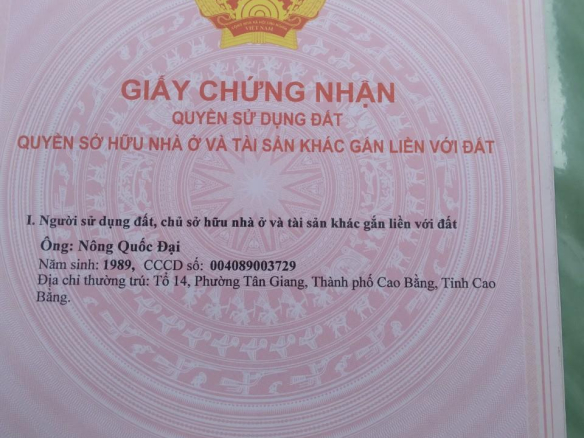 VIỆT NAM
GIẤY CHỨNG NHẬN
QUYỀN SỬ DỤNG ĐẤT
QUYỀN SỞ HỮU NHÀ Ở VÀ TÀI SẢN KHÁC GẮN LIỀN VỚI ĐẤT
I. Người sử dụng đất, chủ sở hữu nhà ở và tài sản khác gắn liền với đất
Ông: Nông Quốc Đại
Năm sinh: 1989, CCCD số: 004089003729
Địa chỉ thường trú: Tổ 14, Phường Tân Giang, Thành phố Cao Bằng, Tỉnh Cao
Bằng.